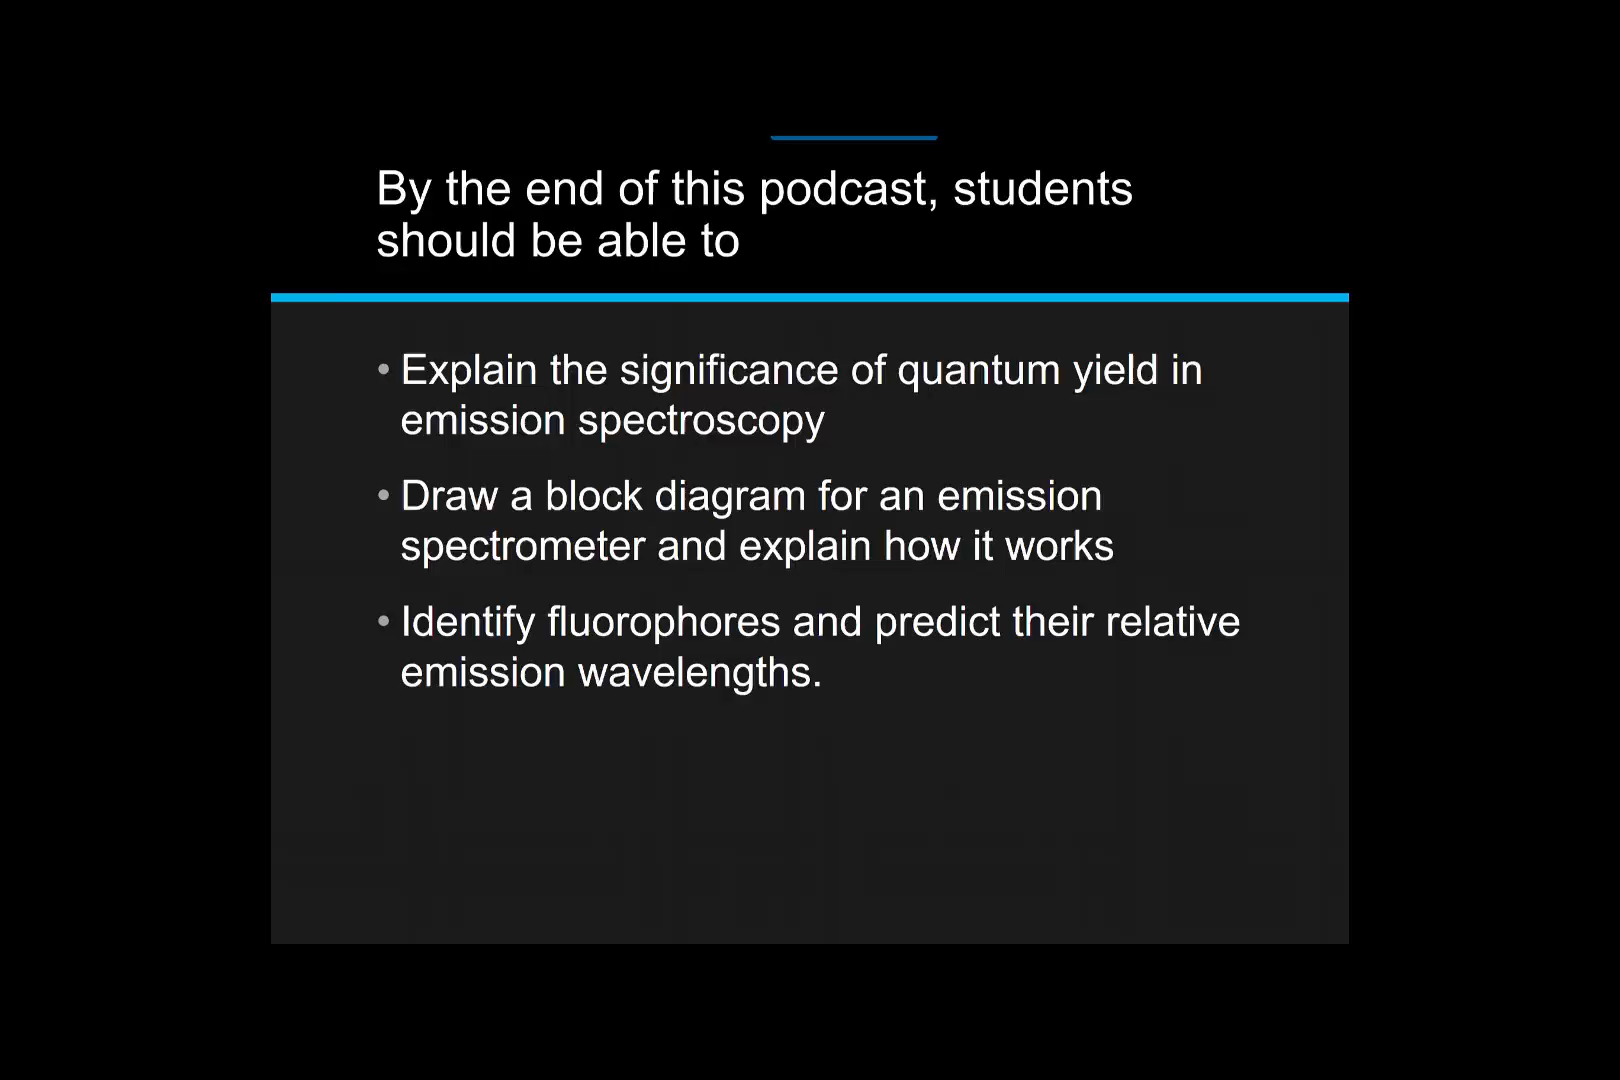 By the end of this podcast, students
should be able to
• Explain the significance of quantum yield in
emission spectroscopy
• Draw a block diagram for an emission
spectrometer and explain how it works
• Identify fluorophores and predict their relative
emission wavelengths.